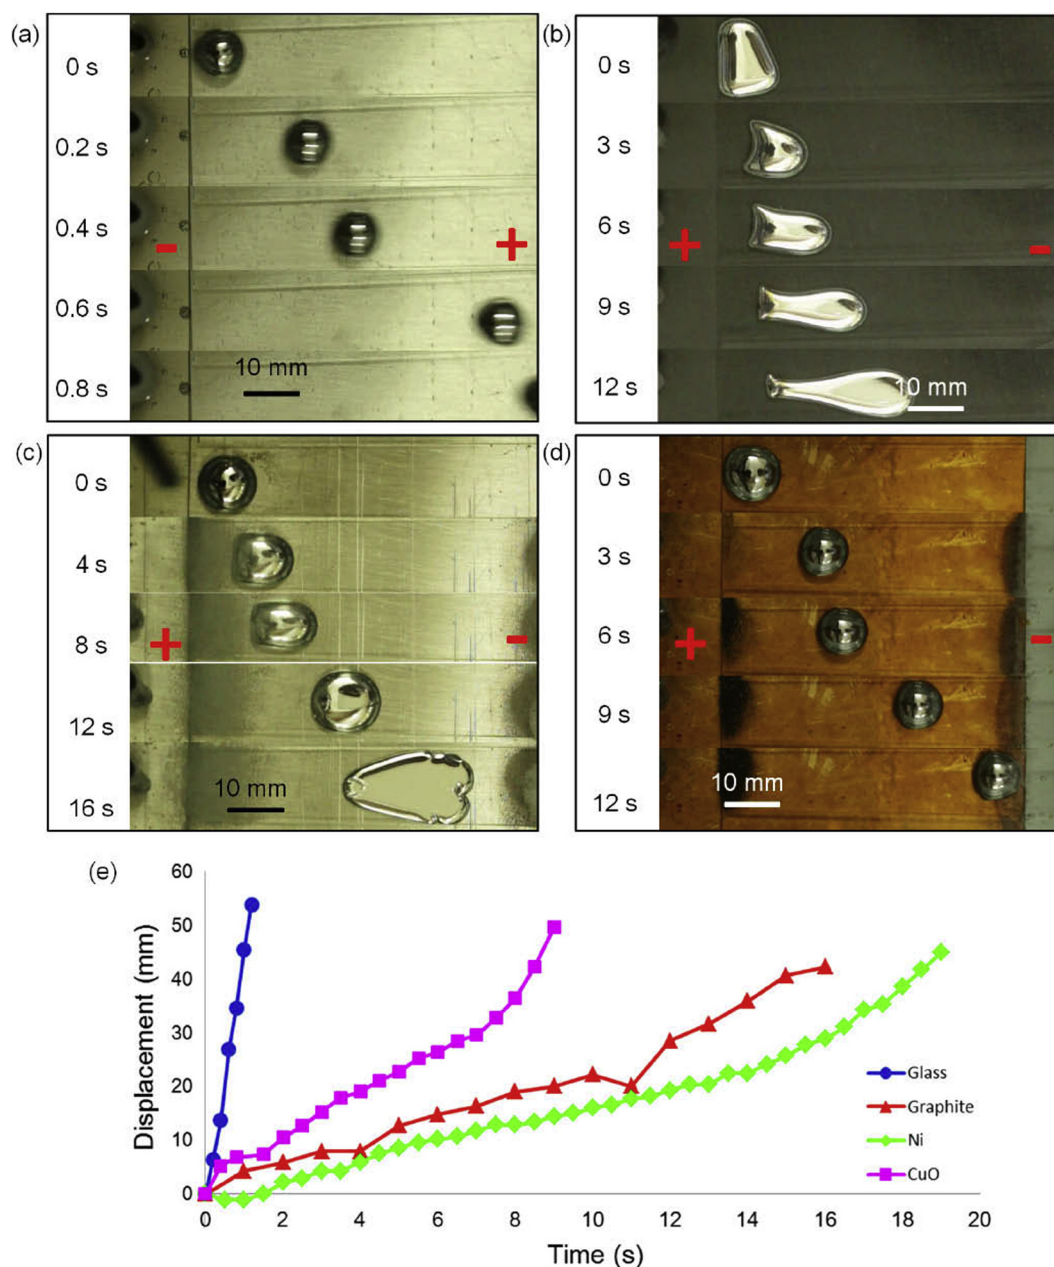 (a)
0 s
0.2 s
0.4 s
-
+
0.6 s
10 mm
0.8 s
(b)
0 s
3 s
6 s
+
-
9 s
12 s
10 mm
(c)
0 s
4 s
8 s
+
-
12 s
16 s
10 mm
(d)
0 s
3 s
6 s
+
-
9 s
12 s
10 mm
(e)
Displacement (mm)
60
50
40
30
20
10
0
0 2 4 6 8 10 12 14 16 18 20
Time (s)
Glass
Graphite
Ni
CuO